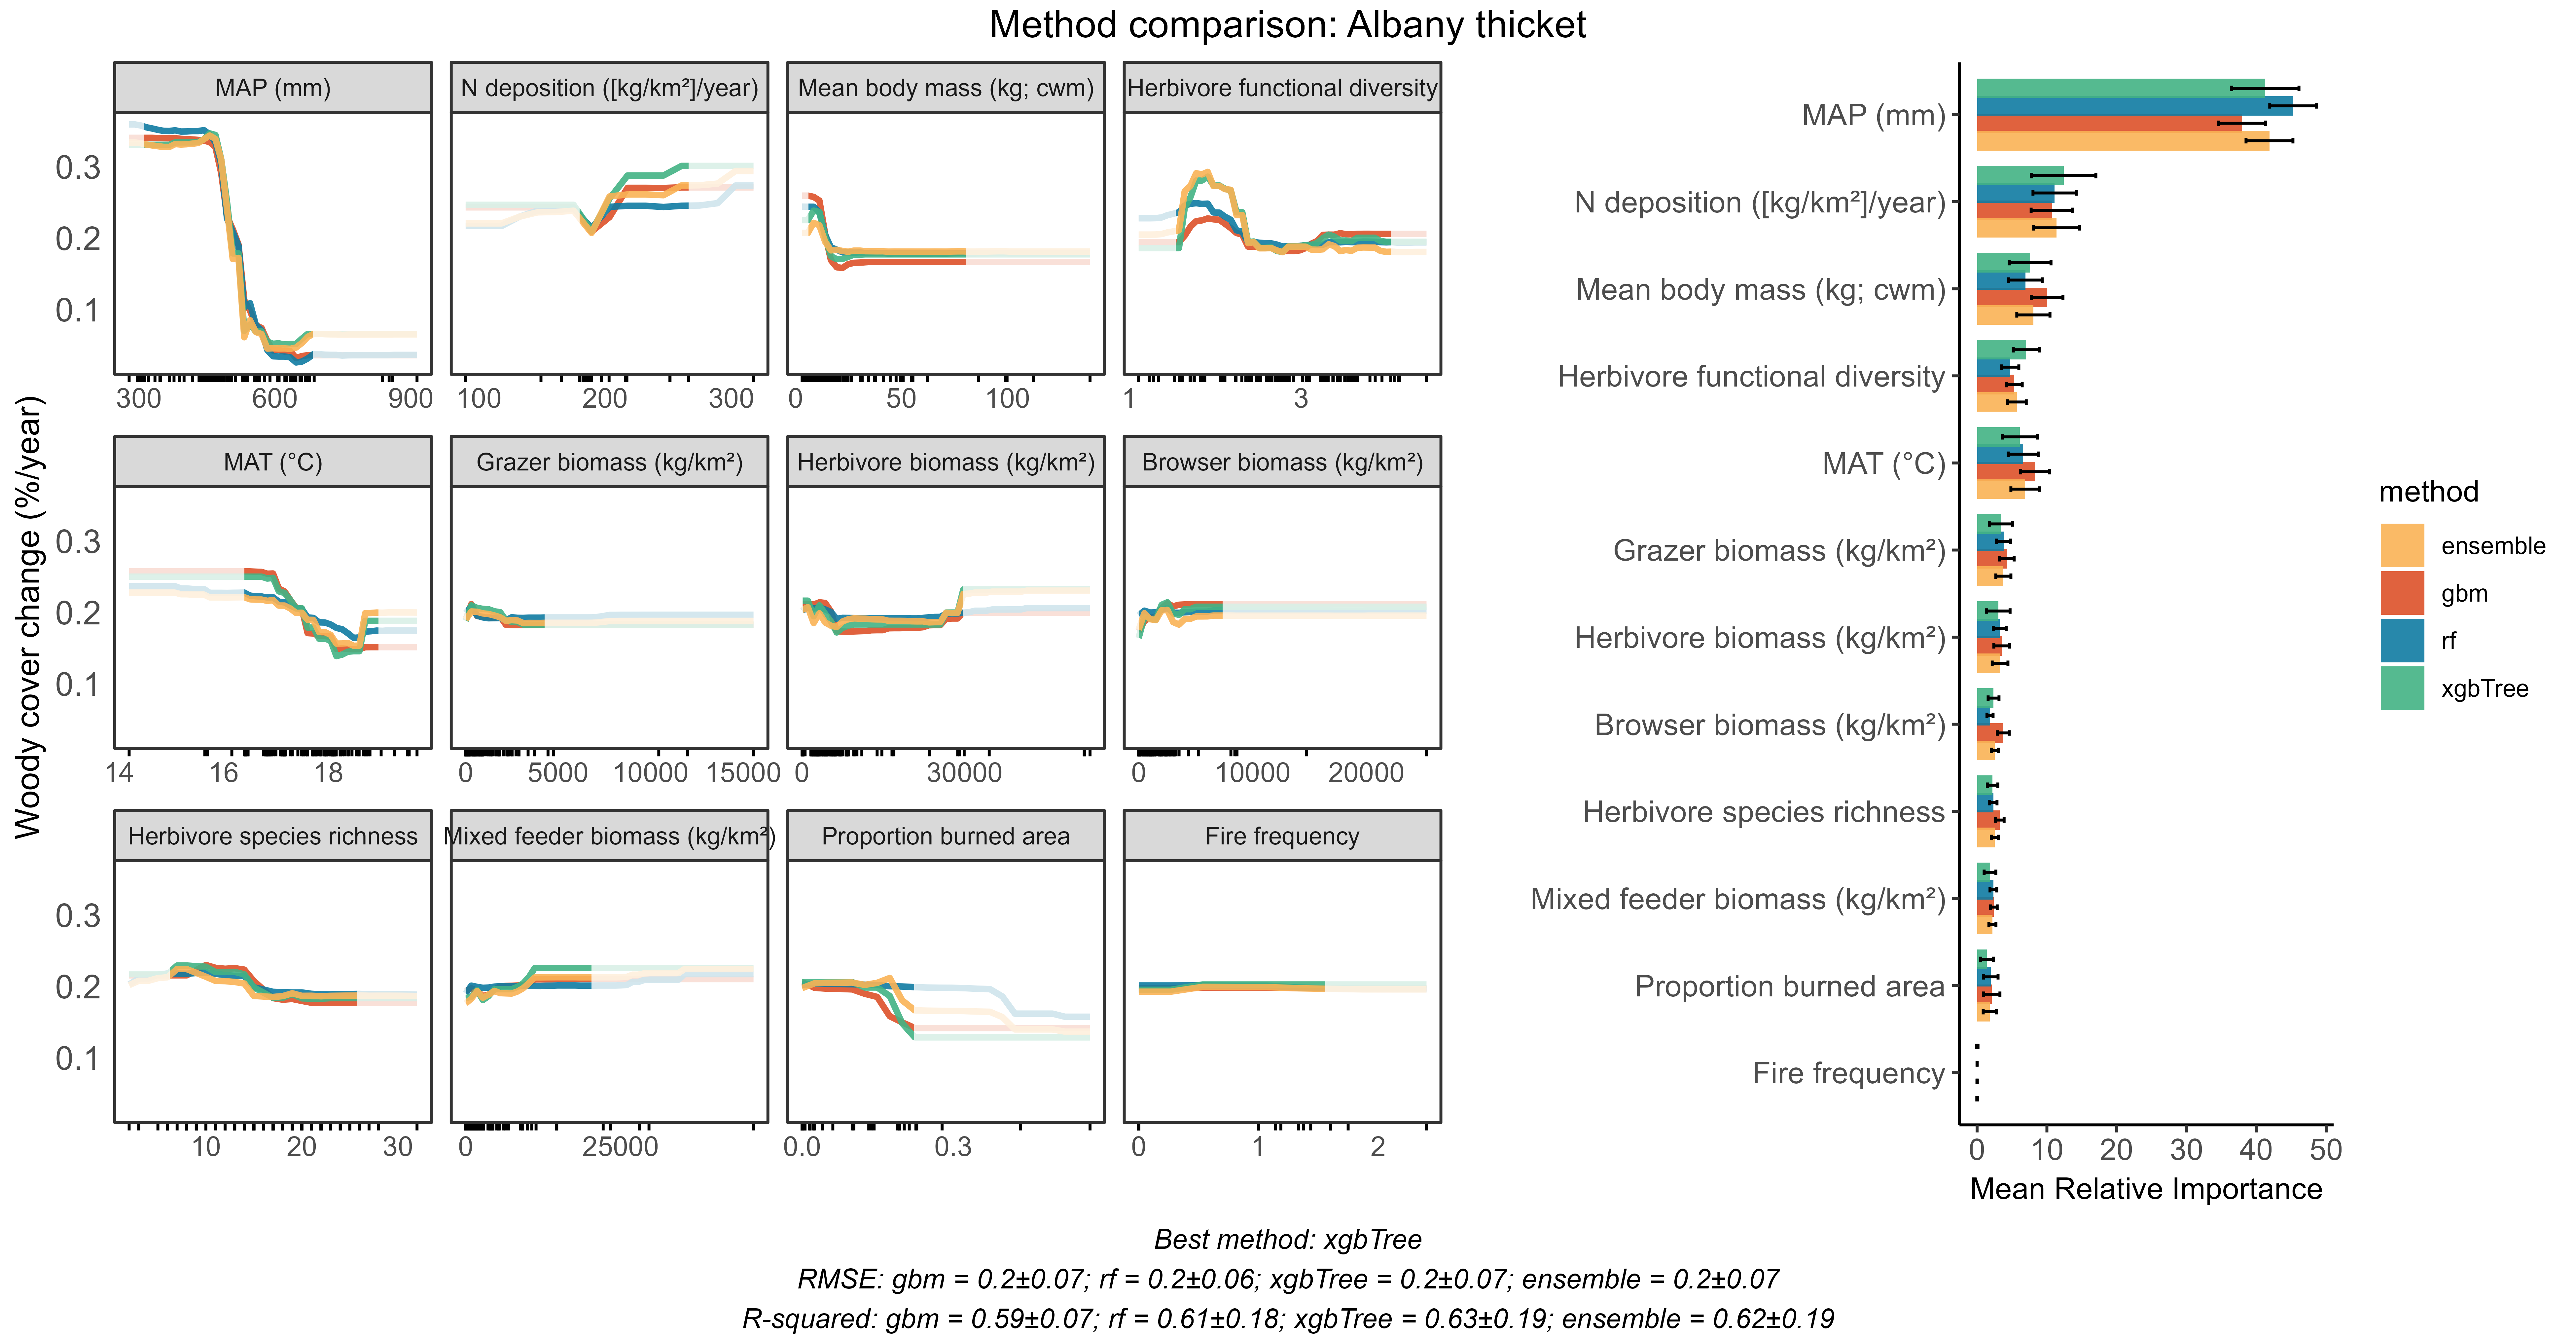 Method comparison: Albany thicket
MAP (mm)
N deposition ([kg/km²]/year)
Mean body mass (kg; cwm)
Herbivore functional diversity
0.3
0.2
0.1
300 600 900
100 200 300
0 50 100
1 3
MAT (°C)
Grazer biomass (kg/km²)
Herbivore biomass (kg/km²)
Browser biomass (kg/km²)
0.3
0.2
0.1
14 16 18
0 5000 10000 15000
0 30000
0 10000 20000
Herbivore species richness
Mixed feeder biomass (kg/km²)
Proportion burned area
Fire frequency
0.3
0.2
0.1
10 20 30
0 25000
0.0 0.3
0 1 2
Woody cover change (%/year)
MAP (mm)
N deposition ([kg/km²]/year)
Mean body mass (kg; cwm)
Herbivore functional diversity
MAT (°C)
Grazer biomass (kg/km²)
Herbivore biomass (kg/km²)
Browser biomass (kg/km²)
Herbivore species richness
Mixed feeder biomass (kg/km²)
Proportion burned area
Fire frequency
0 10 20 30 40 50
Mean Relative Importance
method
ensemble
gbm
rf
xgbTree
Best method: xgbTree
RMSE: gbm = 0.2±0.07; rf = 0.2±0.06; xgbTree = 0.2±0.07; ensemble = 0.2±0.07
R-squared: gbm = 0.59±0.07; rf = 0.61±0.18; xgbTree = 0.63±0.19; ensemble = 0.62±0.19